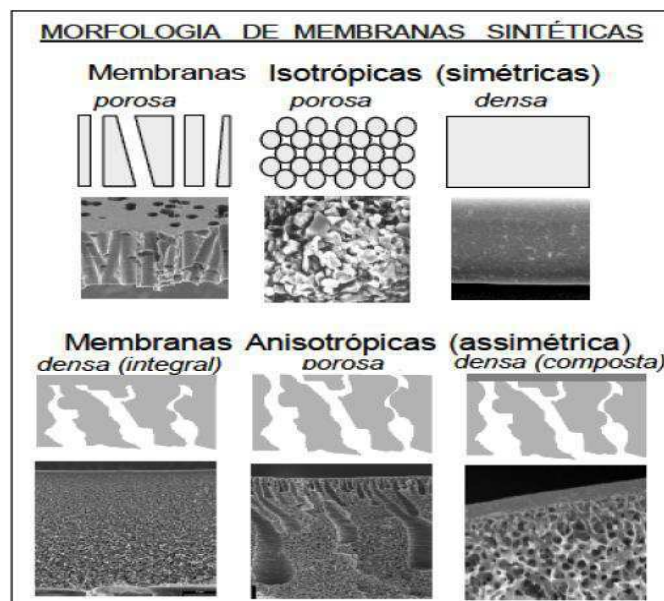 MORFOLOGIA DE MEMBRANAS SINTÉTICAS
Membranas Isotrópicas (simétricas)
porosa porosa densa
Membranas Anisotrópicas (assimétrica)
densa (integral) porosa densa (composta)